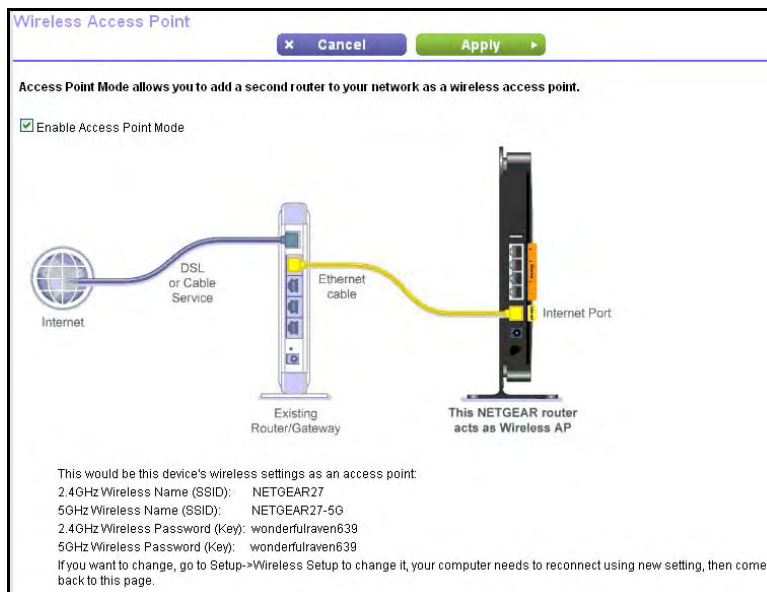 Wireless Access Point
× Cancel
Apply
Access Point Mode allows you to add a second router to your network as a wireless access point.
Enable Access Point Mode
DSL
or Cable
Service
Ethernet
cable
Internet
Internet Port
Existing
Router/Gateway
This NETGEAR router
acts as Wireless AP
This would be this device's wireless settings as an access point:
2.4GHz Wireless Name (SSID): NETGEAR27
5GHz Wireless Name (SSID): NETGEAR27-5G
2.4GHz Wireless Password (Key): wonderfulraven639
5GHz Wireless Password (Key): wonderfulraven639
If you want to change, go to Setup->Wireless Setup to change it, your computer needs to reconnect using new setting, then come
back to this page.